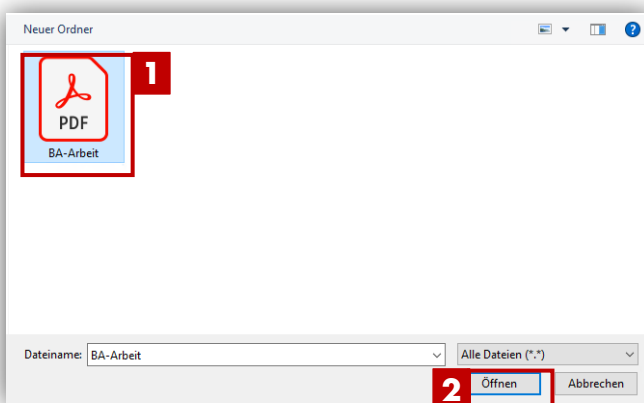 Neuer Ordner
?
1
PDF
BA-Arbeit
Dateiname: BA-Arbeit Alle Dateien (*.*)
2 Öffnen Abbrechen